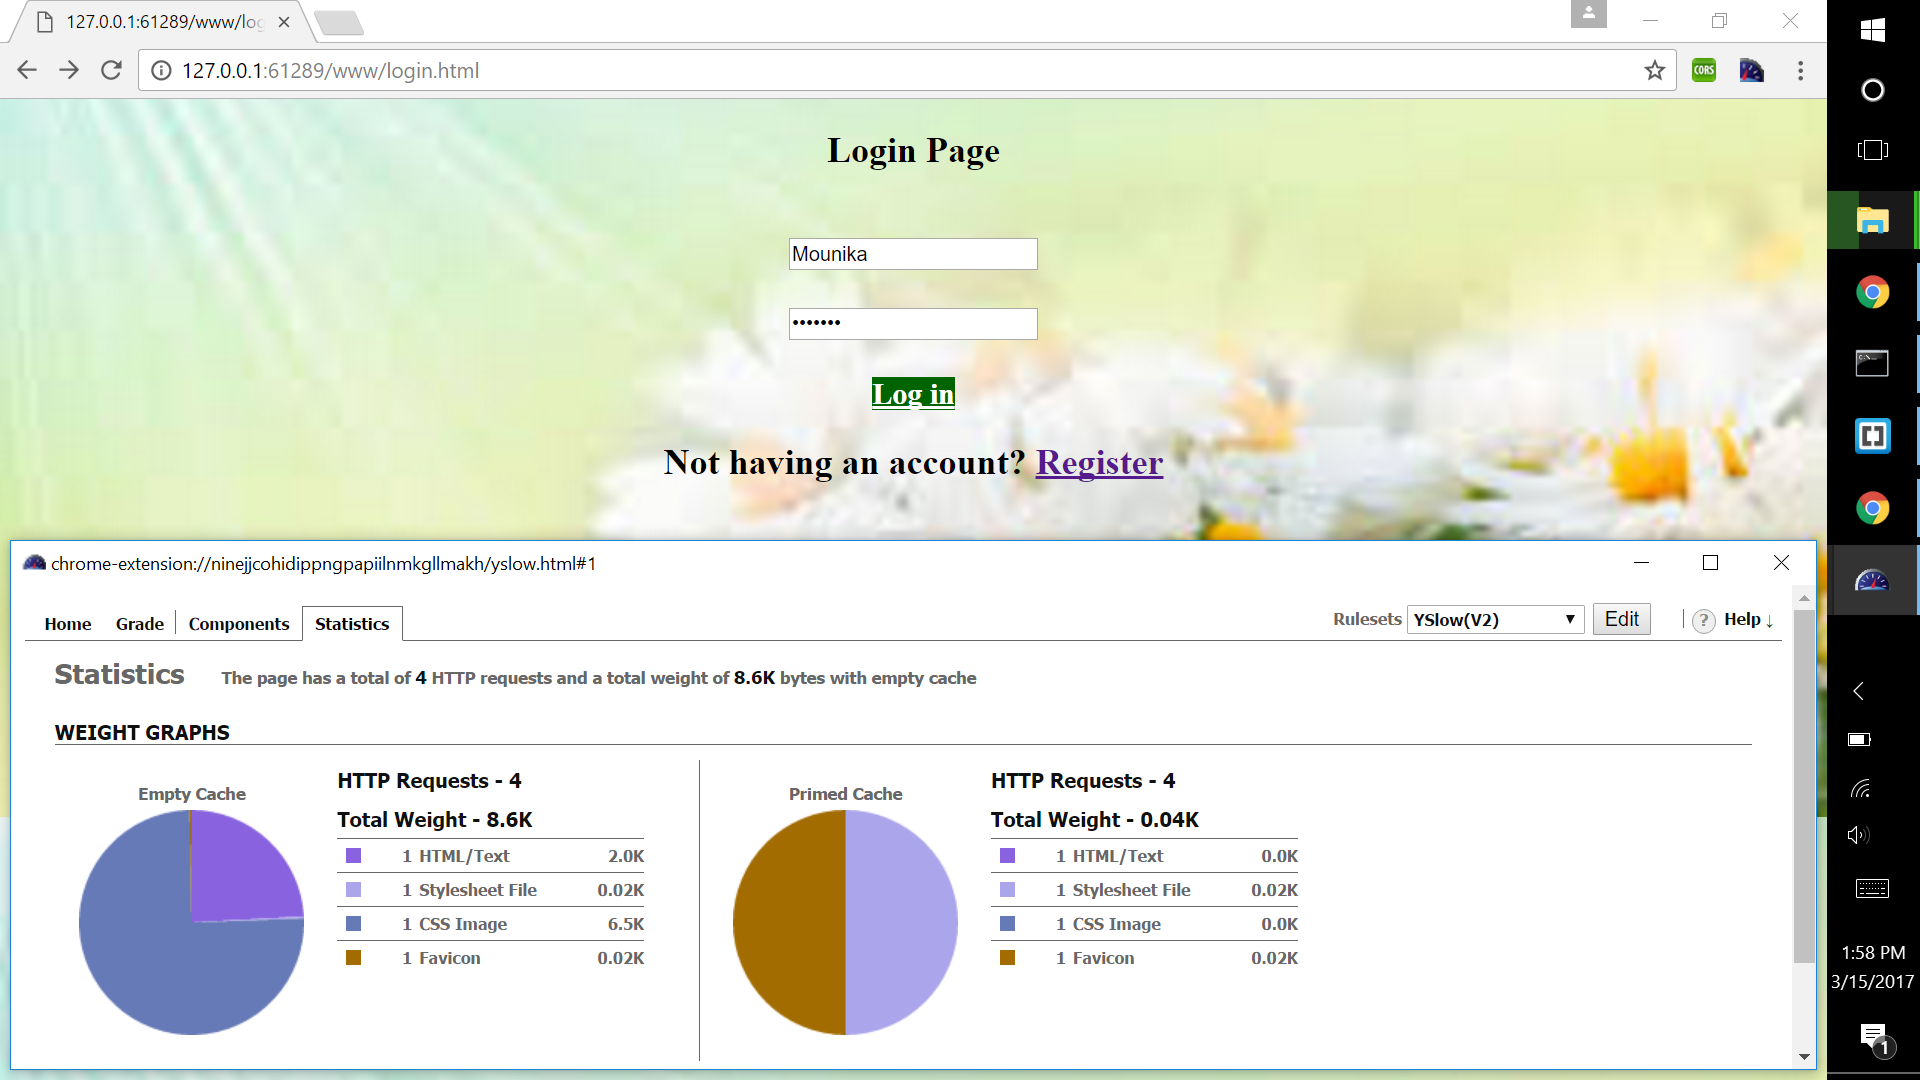 127.0.0.1:61289/www/log
127.0.0.1:61289/www/login.html
CORS
Login Page
Mounika
•••••••
Log in
Not having an account? Register
chrome-extension://ninejjcohidippngpapiilnmkgllmakh/yslow.html#1
Home Grade Components Statistics
Rulesets YSlow(V2) Edit ? Help ↓
Statistics The page has a total of 4 HTTP requests and a total weight of 8.6K bytes with empty cache
WEIGHT GRAPHS
Empty Cache
HTTP Requests - 4
Total Weight - 8.6K
1 HTML/Text 2.0K
1 Stylesheet File 0.02K
1 CSS Image 6.5K
1 Favicon 0.02K
Primed Cache
HTTP Requests - 4
Total Weight - 0.04K
1 HTML/Text 0.0K
1 Stylesheet File 0.02K
1 CSS Image 0.0K
1 Favicon 0.02K
1:58 PM
3/15/2017
1